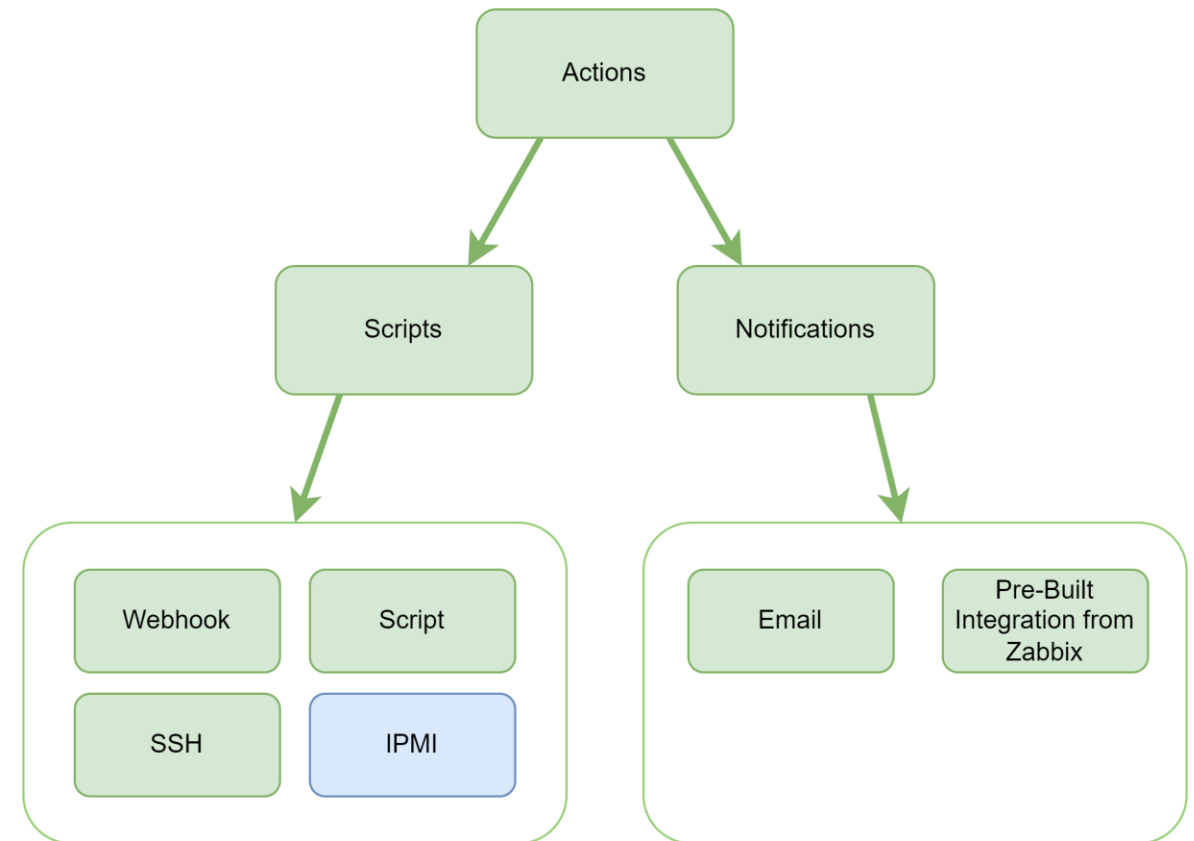 Actions
Scripts
Notifications
Webhook
Script
Email
Pre-Built
Integration from
Zabbix
SSH
IPMI